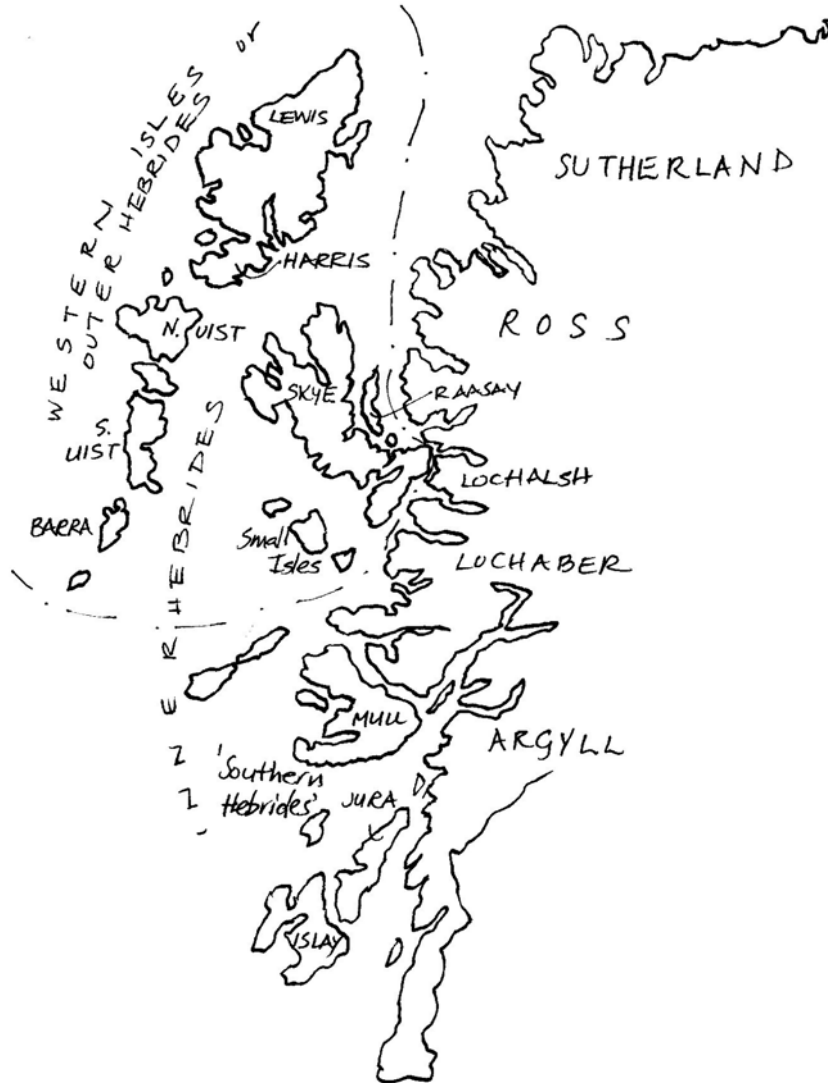 WESTERN ISLES or
OUTER HEBRIDES
LEWIS
SUTHERLAND
HARRIS
N. UIST
ROSS
SKYE
RAASAY
S.
UIST
INNER HEBRIDES
LOCHALSH
BARRA
Small
Isles
LOCHABER
MULL
ARGYLL
'Southern
Hebrides'
JURA
ISLAY